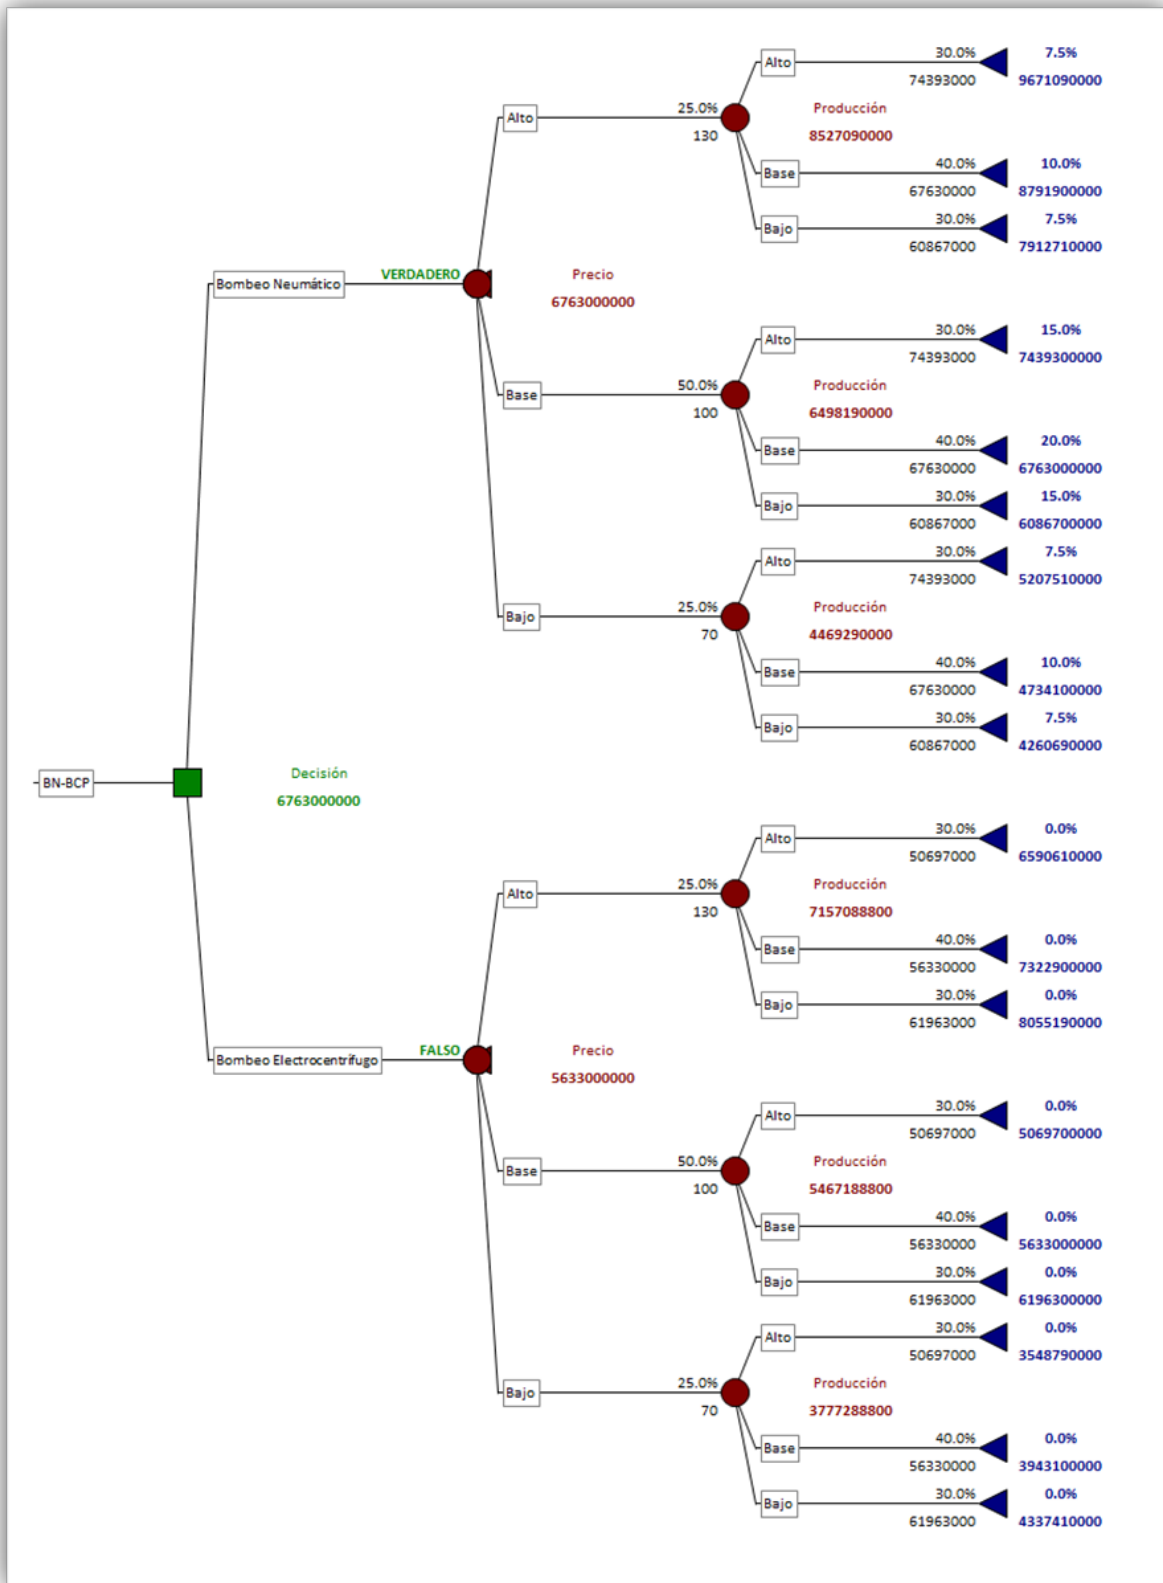 Alto 30.0% 7.5%
74393000 9671090000
Alto 25.0% Producción
130 8527090000
Base 40.0% 10.0%
67630000 8791900000
Bajo 30.0% 7.5%
60867000 7912710000
Bombeo Neumático VERDADERO Precio
6763000000
Alto 30.0% 15.0%
74393000 7439300000
Base 50.0% Producción
100 6498190000
Base 40.0% 20.0%
67630000 6763000000
Bajo 30.0% 15.0%
60867000 6086700000
Alto 30.0% 7.5%
74393000 5207510000
Bajo 25.0% Producción
70 4469290000
Base 40.0% 10.0%
67630000 4734100000
Bajo 30.0% 7.5%
60867000 4260690000
BN-BCP Decisión
6763000000
Alto 30.0% 0.0%
50697000 6590610000
Alto 25.0% Producción
130 7157088800
Base 40.0% 0.0%
56330000 7322900000
Bajo 30.0% 0.0%
61963000 8055190000
Bombeo Electrocentrífugo FALSO Precio
5633000000
Alto 30.0% 0.0%
50697000 5069700000
Base 50.0% Producción
100 5467188800
Base 40.0% 0.0%
56330000 5633000000
Bajo 30.0% 0.0%
61963000 6196300000
Alto 30.0% 0.0%
50697000 3548790000
Bajo 25.0% Producción
70 3777288800
Base 40.0% 0.0%
56330000 3943100000
Bajo 30.0% 0.0%
61963000 4337410000